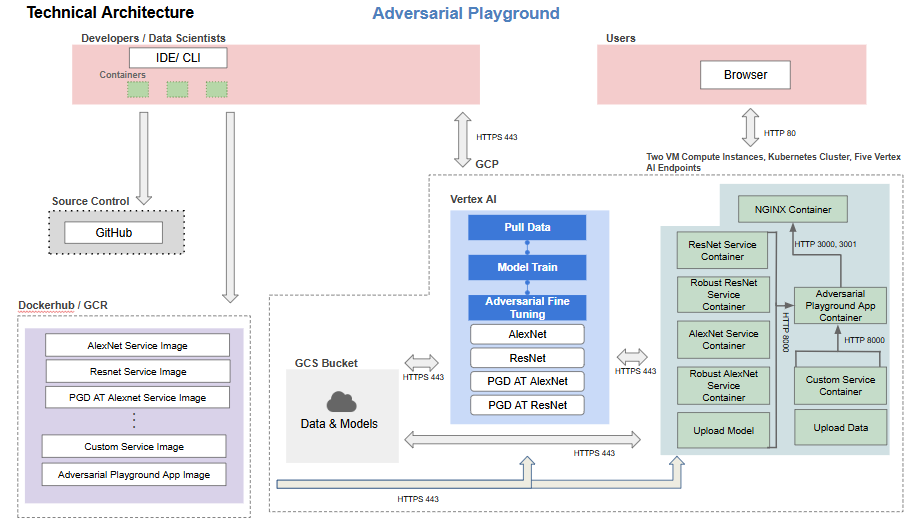 Technical Architecture
Adversarial Playground
Developers / Data Scientists
IDE/ CLI
Containers
Users
Browser
HTTPS 443
HTTP 80
GCP
Two VM Compute Instances, Kubernetes Cluster, Five Vertex
AI Endpoints
Source Control
GitHub
Vertex AI
Pull Data
Model Train
Adversarial Fine
Tuning
AlexNet
ResNet
PGD AT AlexNet
PGD AT ResNet
NGINX Container
HTTP 3000, 3001
ResNet Service
Container
Robust ResNet
Service
Container
AlexNet Service
Container
Robust AlexNet
Service
Container
Upload Model
HTTP 8000
Adversarial
Playground App
Container
HTTP 8000
Custom Service
Container
Upload Data
Dockerhub / GCR
AlexNet Service Image
Resnet Service Image
PGD AT Alexnet Service Image
Custom Service Image
Adversarial Playground App Image
GCS Bucket
Data & Models
HTTPS 443
HTTPS 443
HTTPS 443
HTTPS 443